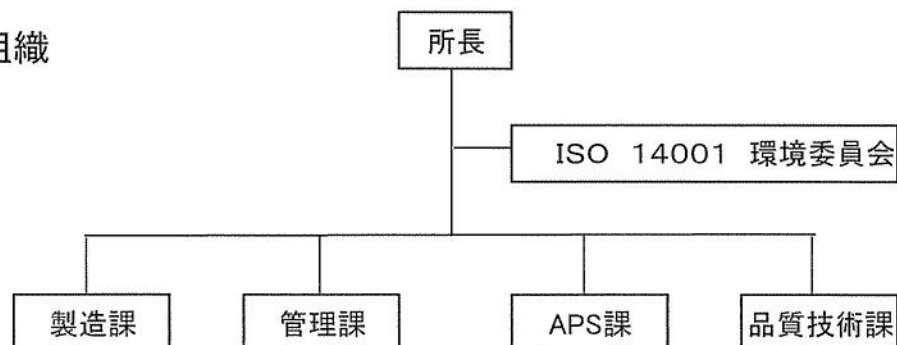 組織
所長
ISO 14001 環境委員会
製造課
管理課
APS課
品質技術課